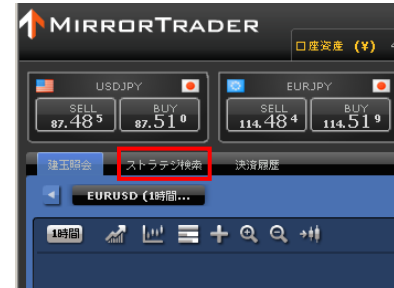 MIRRORTRADER
口座資産 (¥)
USDJPY
EURJPY
SELL
BUY
SELL
BUY
87.48⁵
87.51⁰
114.48⁴
114.51⁹
建玉照会
ストラテジ検索
決済履歴
EURUSD (1時間...
1時間